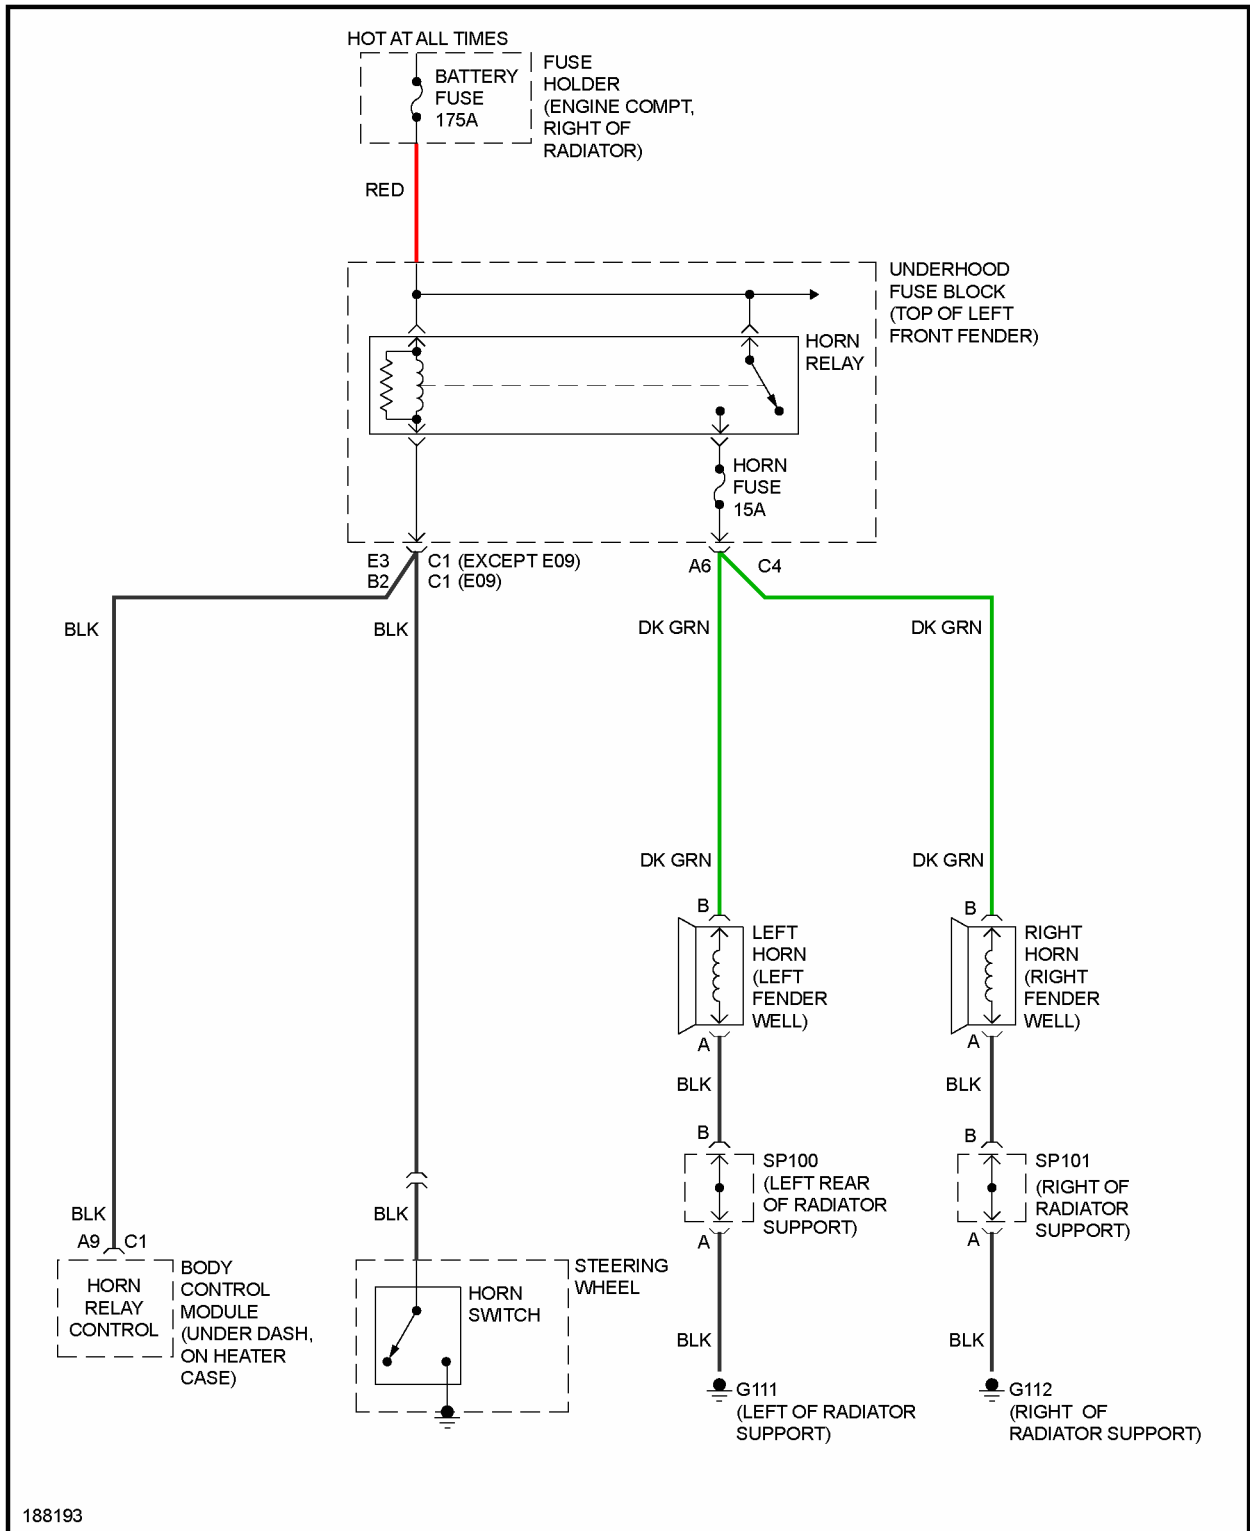 HOT AT ALL TIMES
BATTERY
FUSE
175A
FUSE
HOLDER
(ENGINE COMPT,
RIGHT OF
RADIATOR)
RED
UNDERHOOD
FUSE BLOCK
(TOP OF LEFT
FRONT FENDER)
HORN
RELAY
HORN
FUSE
15A
E3
C1 (EXCEPT E09)
B2
C1 (E09)
A6
C4
BLK
BLK
DK GRN
DK GRN
DK GRN
DK GRN
B
LEFT
HORN
(LEFT
FENDER
WELL)
A
B
RIGHT
HORN
(RIGHT
FENDER
WELL)
A
BLK
BLK
B
SP100
(LEFT REAR
OF RADIATOR
SUPPORT)
A
B
SP101
(RIGHT OF
RADIATOR
SUPPORT)
A
BLK
A9
C1
BLK
HORN
RELAY
CONTROL
BODY
CONTROL
MODULE
(UNDER DASH,
ON HEATER
CASE)
STEERING
WHEEL
HORN
SWITCH
BLK
BLK
G111
(LEFT OF RADIATOR
SUPPORT)
G112
(RIGHT OF
RADIATOR SUPPORT)
188193